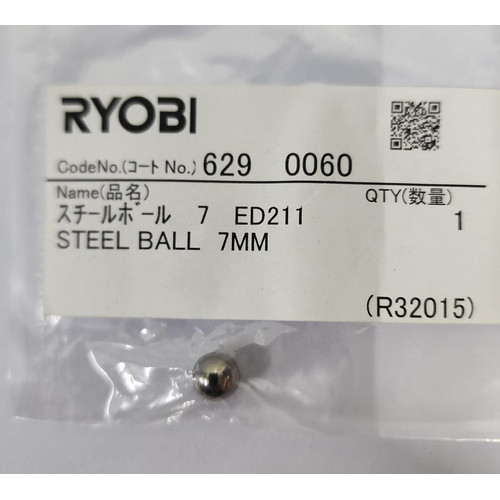 RYOBI
CodeNo.(コート No.) 629 0060
Name(品名) QTY(数量)
スチールボール 7 ED211 1
STEEL BALL 7MM
(R32015)